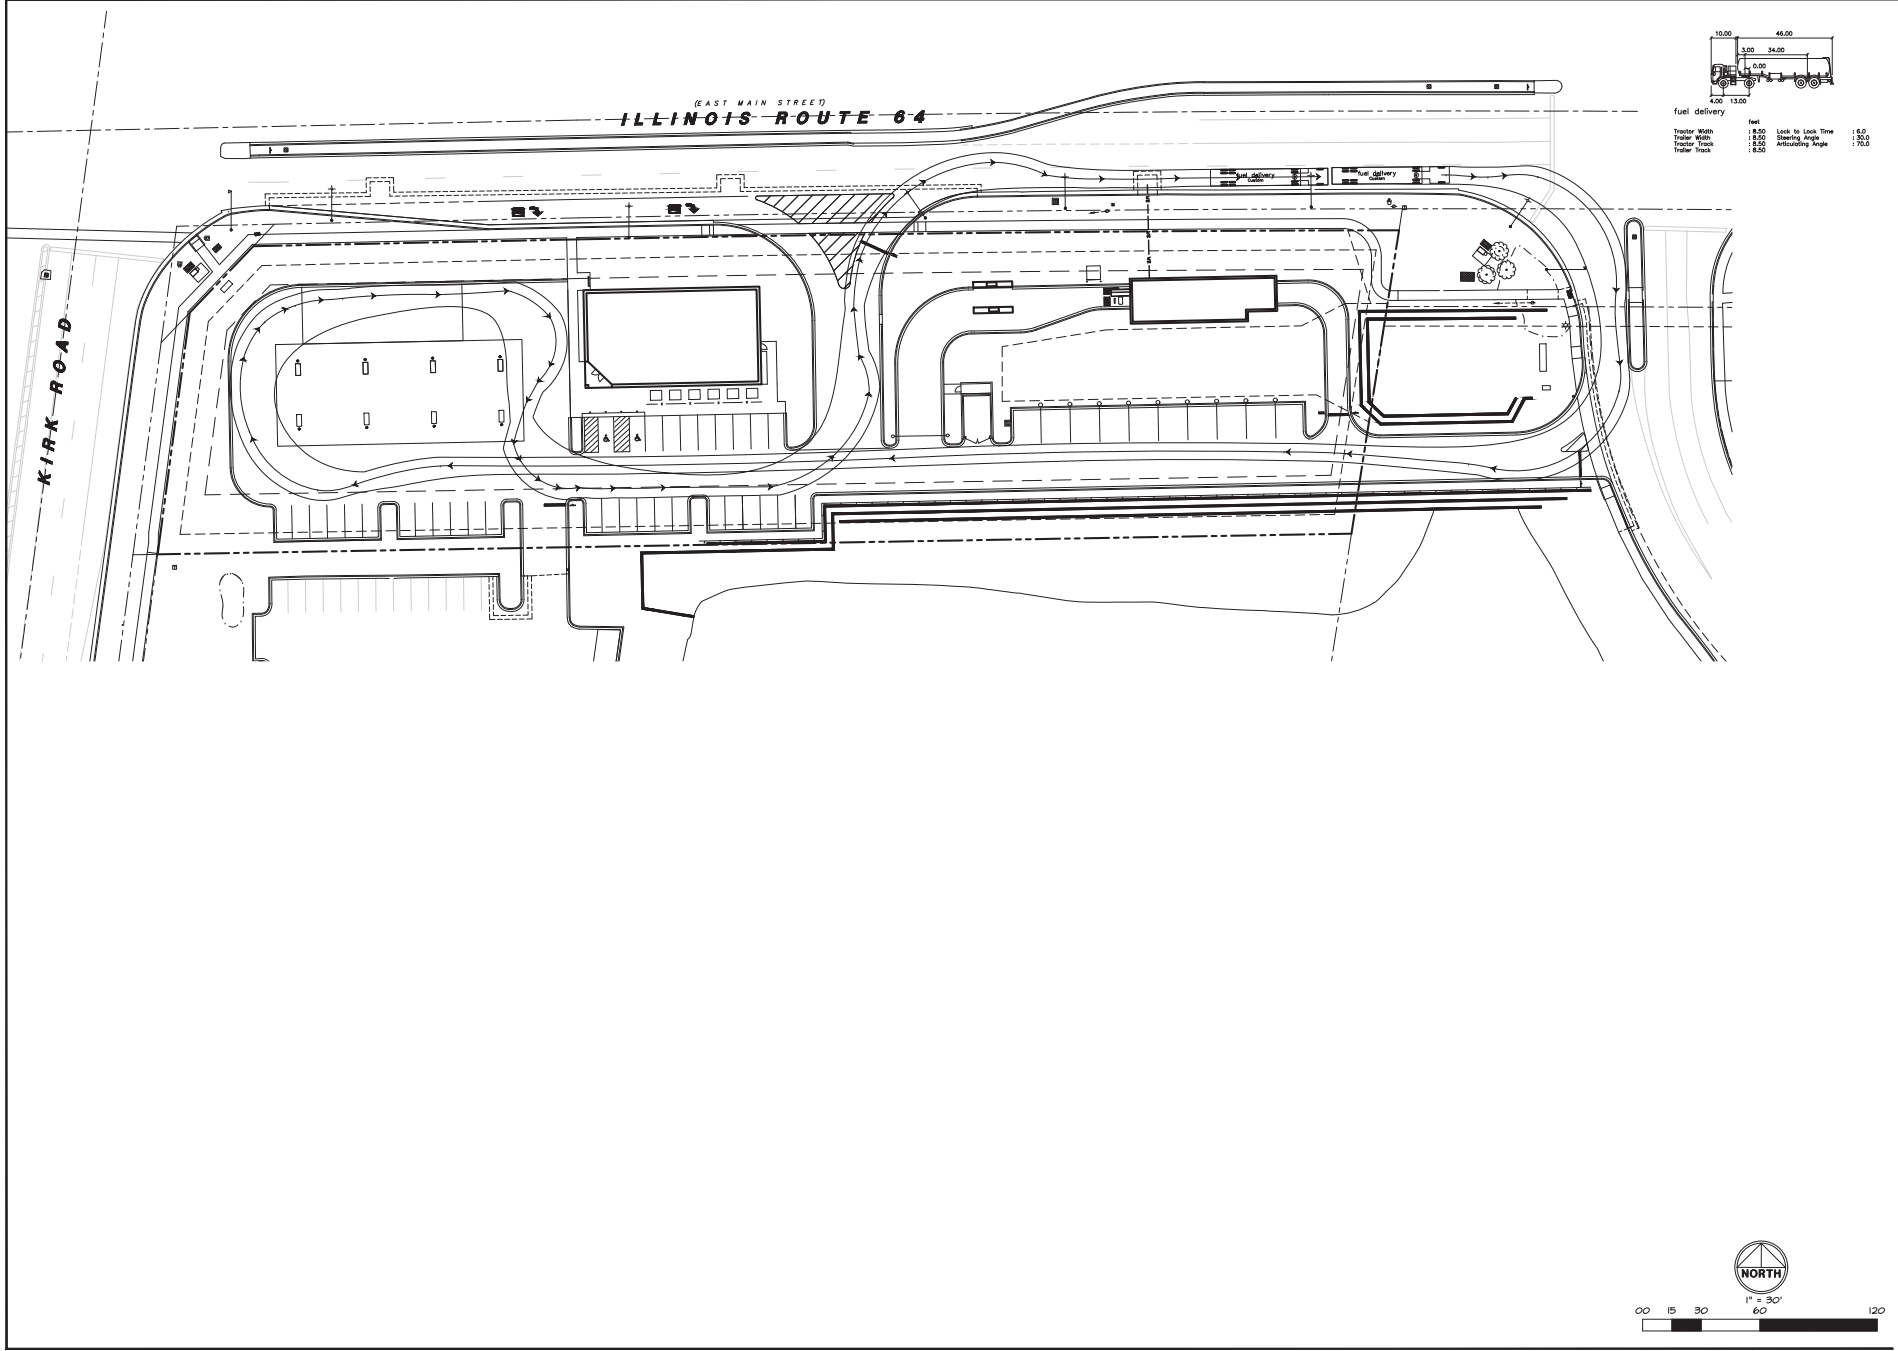 10.00 46.00
3.00 34.00
0.00
4.00 13.00
fuel delivery
feet
Tractor Width : 8.50 Lock to Lock Time : 6.0
Trailer Width : 8.50 Steering Angle : 30.0
Tractor Track : 8.50 Articulating Angle : 70.0
Trailer Track : 8.50
(EAST MAIN STREET)
ILLINOIS ROUTE 64
fuel delivery
Custom
fuel delivery
Custom
KIRK ROAD
NORTH
1" = 30'
00 15 30 60 120